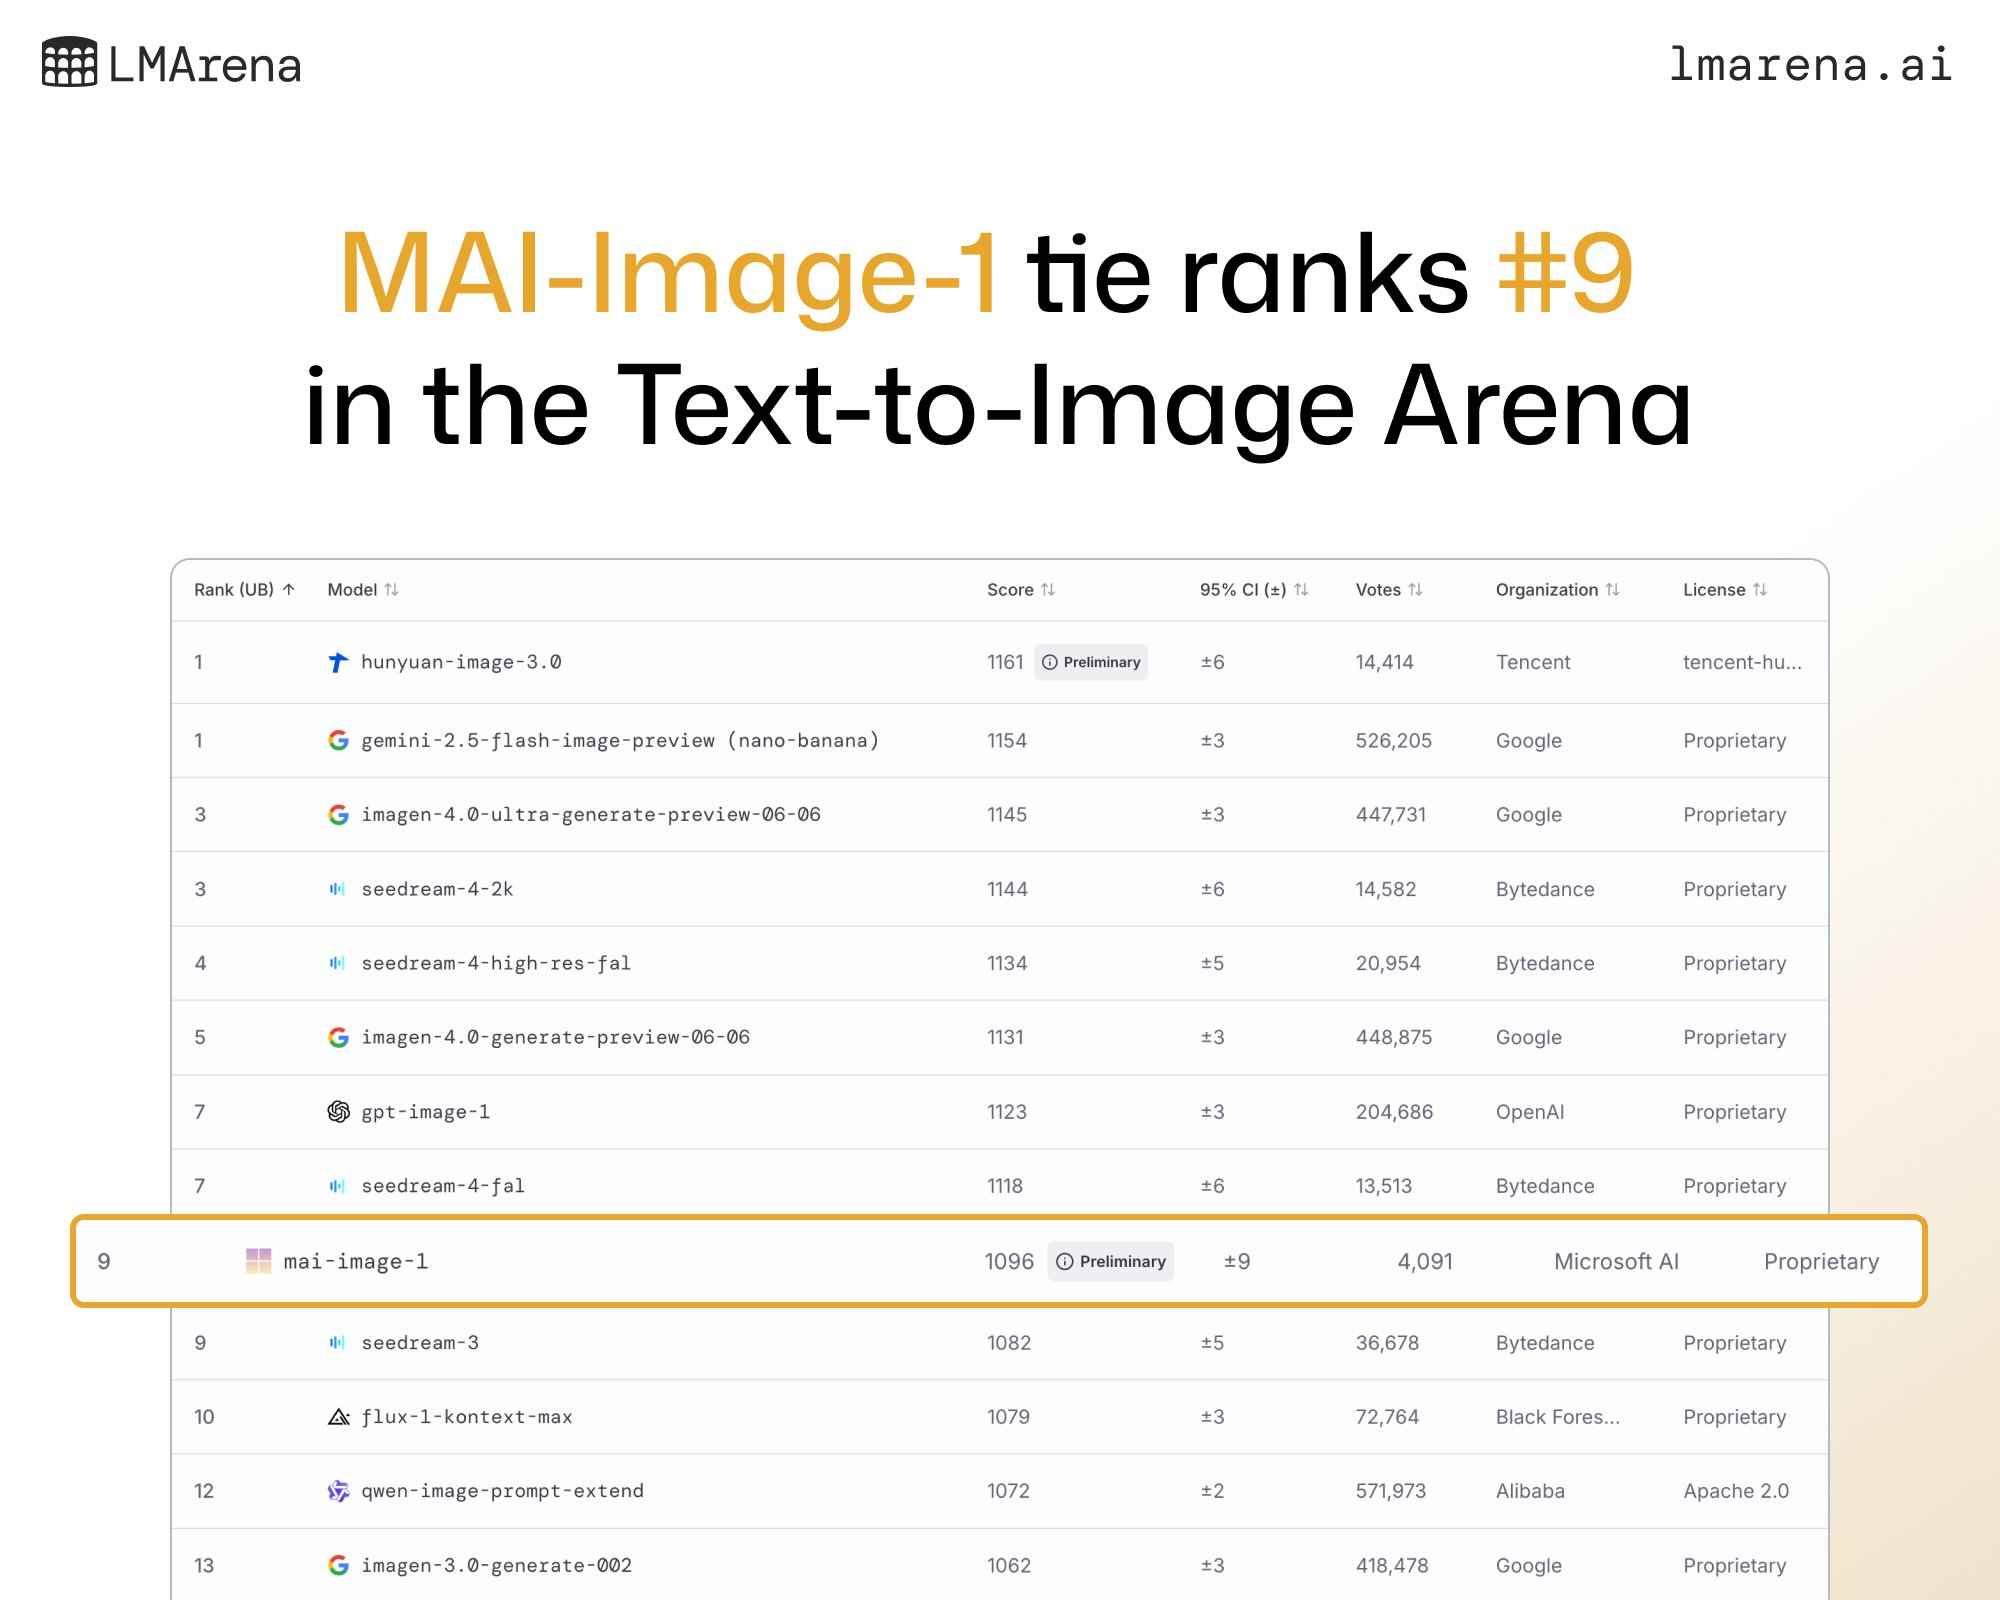 LMArena
lmarena.ai
MAI-Image-1 tie ranks #9
in the Text-to-Image Arena
Rank (UB) ↑ Model ↑↓ Score ↑↓ 95% CI (±) ↑↓ Votes ↑↓ Organization ↑↓ License ↑↓
1 hunyuan-image-3.0 1161 Preliminary ±6 14,414 Tencent tencent-hu...
1 gemini-2.5-flash-image-preview (nano-banana) 1154 ±3 526,205 Google Proprietary
3 imagen-4.0-ultra-generate-preview-06-06 1145 ±3 447,731 Google Proprietary
3 seedream-4-2k 1144 ±6 14,582 Bytedance Proprietary
4 seedream-4-high-res-fal 1134 ±5 20,954 Bytedance Proprietary
5 imagen-4.0-generate-preview-06-06 1131 ±3 448,875 Google Proprietary
7 gpt-image-1 1123 ±3 204,686 OpenAI Proprietary
7 seedream-4-fal 1118 ±6 13,513 Bytedance Proprietary
9 mai-image-1 1096 Preliminary ±9 4,091 Microsoft AI Proprietary
9 seedream-3 1082 ±5 36,678 Bytedance Proprietary
10 flux-1-kontext-max 1079 ±3 72,764 Black Fores... Proprietary
12 qwen-image-prompt-extend 1072 ±2 571,973 Alibaba Apache 2.0
13 imagen-3.0-generate-002 1062 ±3 418,478 Google Proprietary